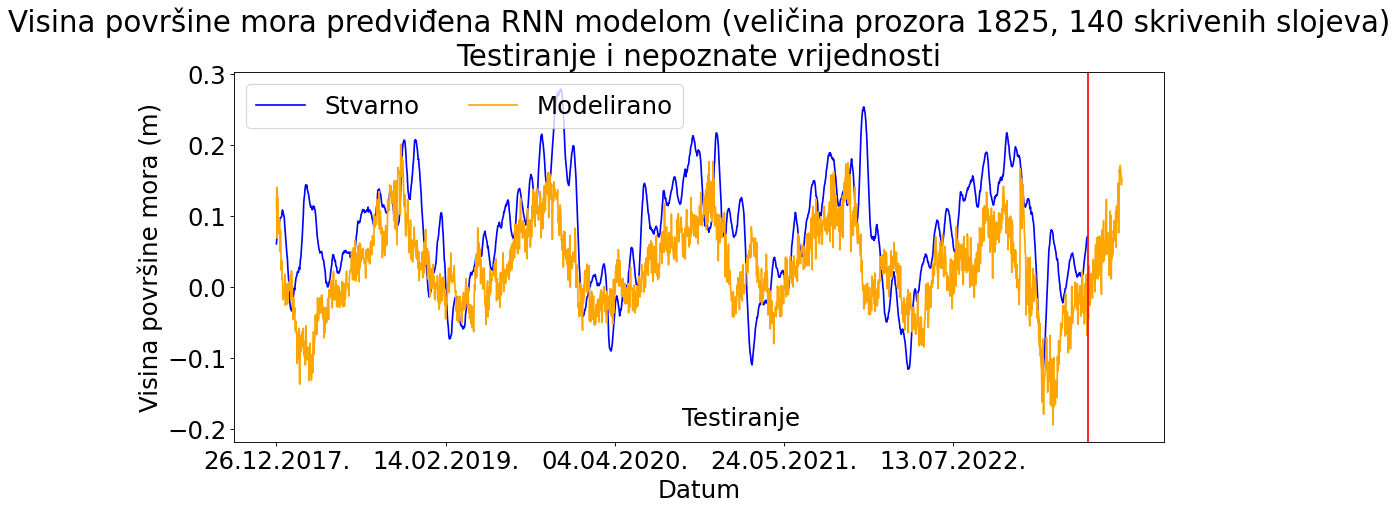 Visina površine mora predviđena RNN modelom (veličina prozora 1825, 140 skrivenih slojeva)
Testiranje i nepoznate vrijednosti
Stvarno
Modelirano
0.3
0.2
0.1
0.0
−0.1
−0.2
Visina površine mora (m)
Testiranje
26.12.2017.
14.02.2019.
04.04.2020.
24.05.2021.
13.07.2022.
Datum